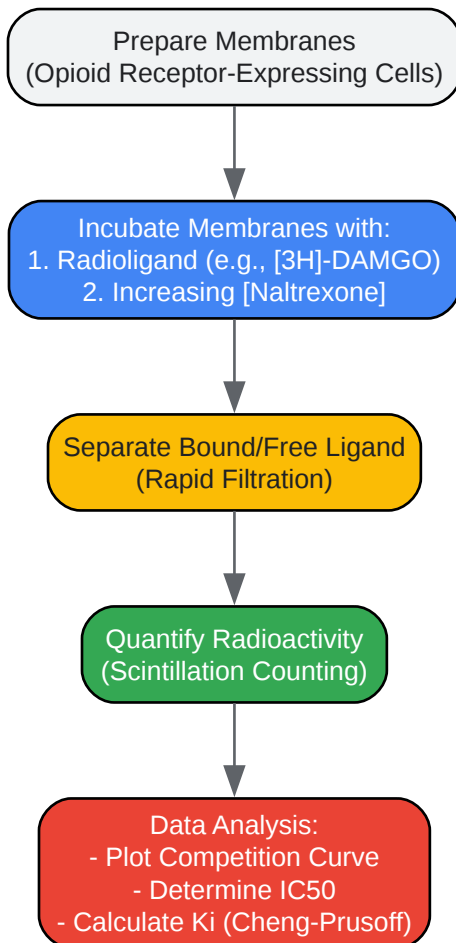 Prepare Membranes
(Opioid Receptor-Expressing Cells)
Incubate Membranes with:
1. Radioligand (e.g., [3H]-DAMGO)
2. Increasing [Naltrexone]
Separate Bound/Free Ligand
(Rapid Filtration)
Quantify Radioactivity
(Scintillation Counting)
Data Analysis:
- Plot Competition Curve
- Determine IC50
- Calculate Ki (Cheng-Prusoff)